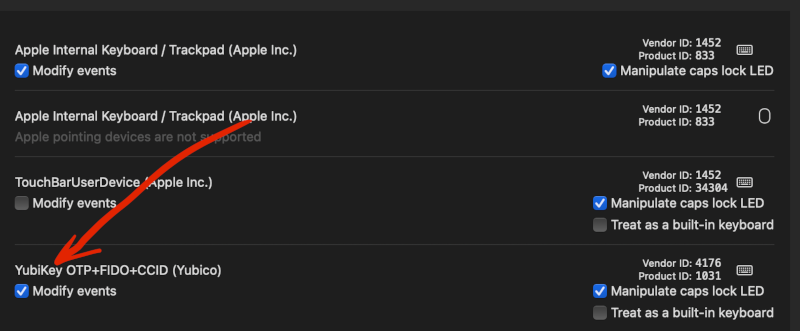 Apple Internal Keyboard / Trackpad (Apple Inc.)
Vendor ID: 1452
Product ID: 833
Modify events
Manipulate caps lock LED
Apple Internal Keyboard / Trackpad (Apple Inc.)
Vendor ID: 1452
Product ID: 833
Apple pointing devices are not supported
TouchBarUserDevice (Apple Inc.)
Vendor ID: 1452
Product ID: 34304
Modify events
Manipulate caps lock LED
Treat as a built-in keyboard
YubiKey OTP+FIDO+CCID (Yubico)
Vendor ID: 4176
Product ID: 1031
Modify events
Manipulate caps lock LED
Treat as a built-in keyboard